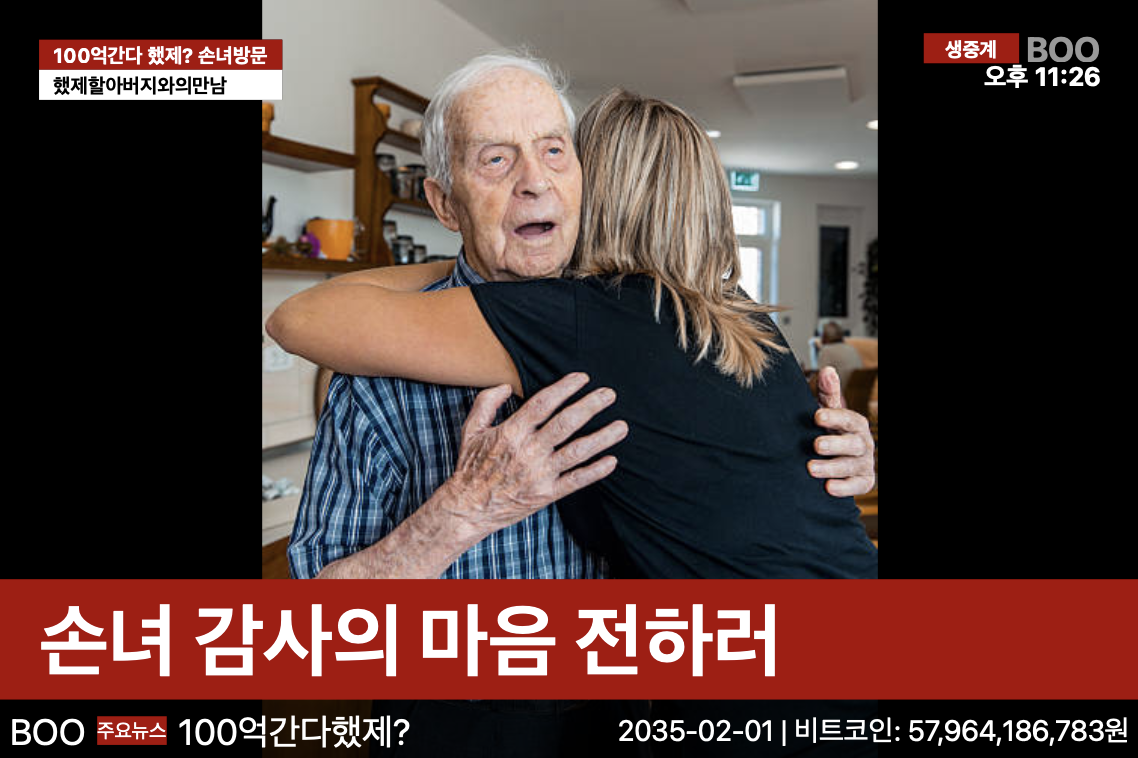 100억간다 했제? 손녀방문
했제할아버지와의만남
생중계 BOO
오후 11:26
손녀 감사의 마음 전하러
BOO 주요뉴스 100억간다했제? 2035-02-01 | 비트코인: 57,964,186,783원